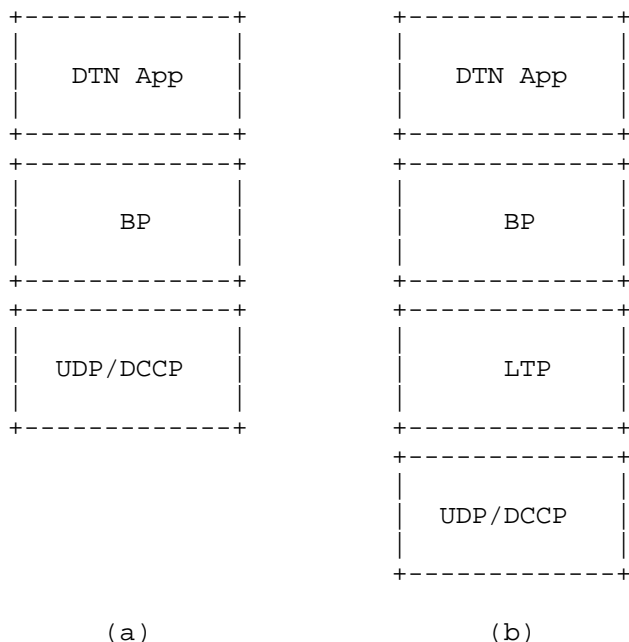 +-------------+ +-------------+
| | | |
| DTN App | | DTN App |
| | | |
+-------------+ +-------------+
+-------------+ +-------------+
| | | |
| BP | | BP |
| | | |
+-------------+ +-------------+
+-------------+ +-------------+
| | | |
| UDP/DCCP | | LTP |
| | | |
+-------------+ +-------------+
+-------------+
| |
| UDP/DCCP |
| |
+-------------+
(a) (b)